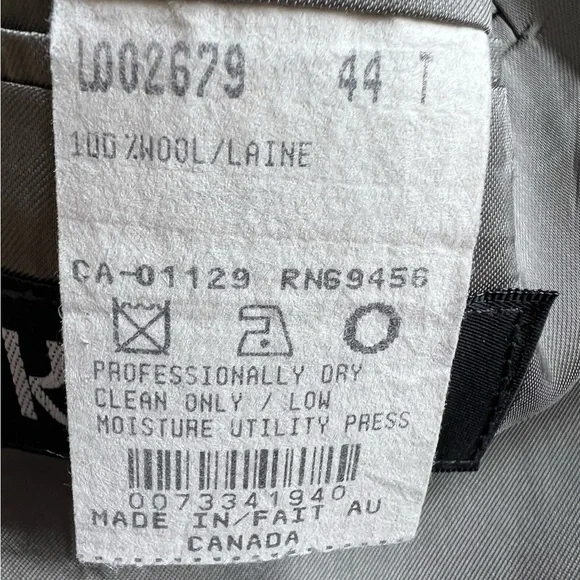 LD02679 44 T
100%WOOL/LAINE
CA-01129 RN69456
PROFESSIONALLY DRY
CLEAN ONLY / LOW
MOISTURE UTILITY PRESS
0073341940
MADE IN/FAIT AU
CANADA